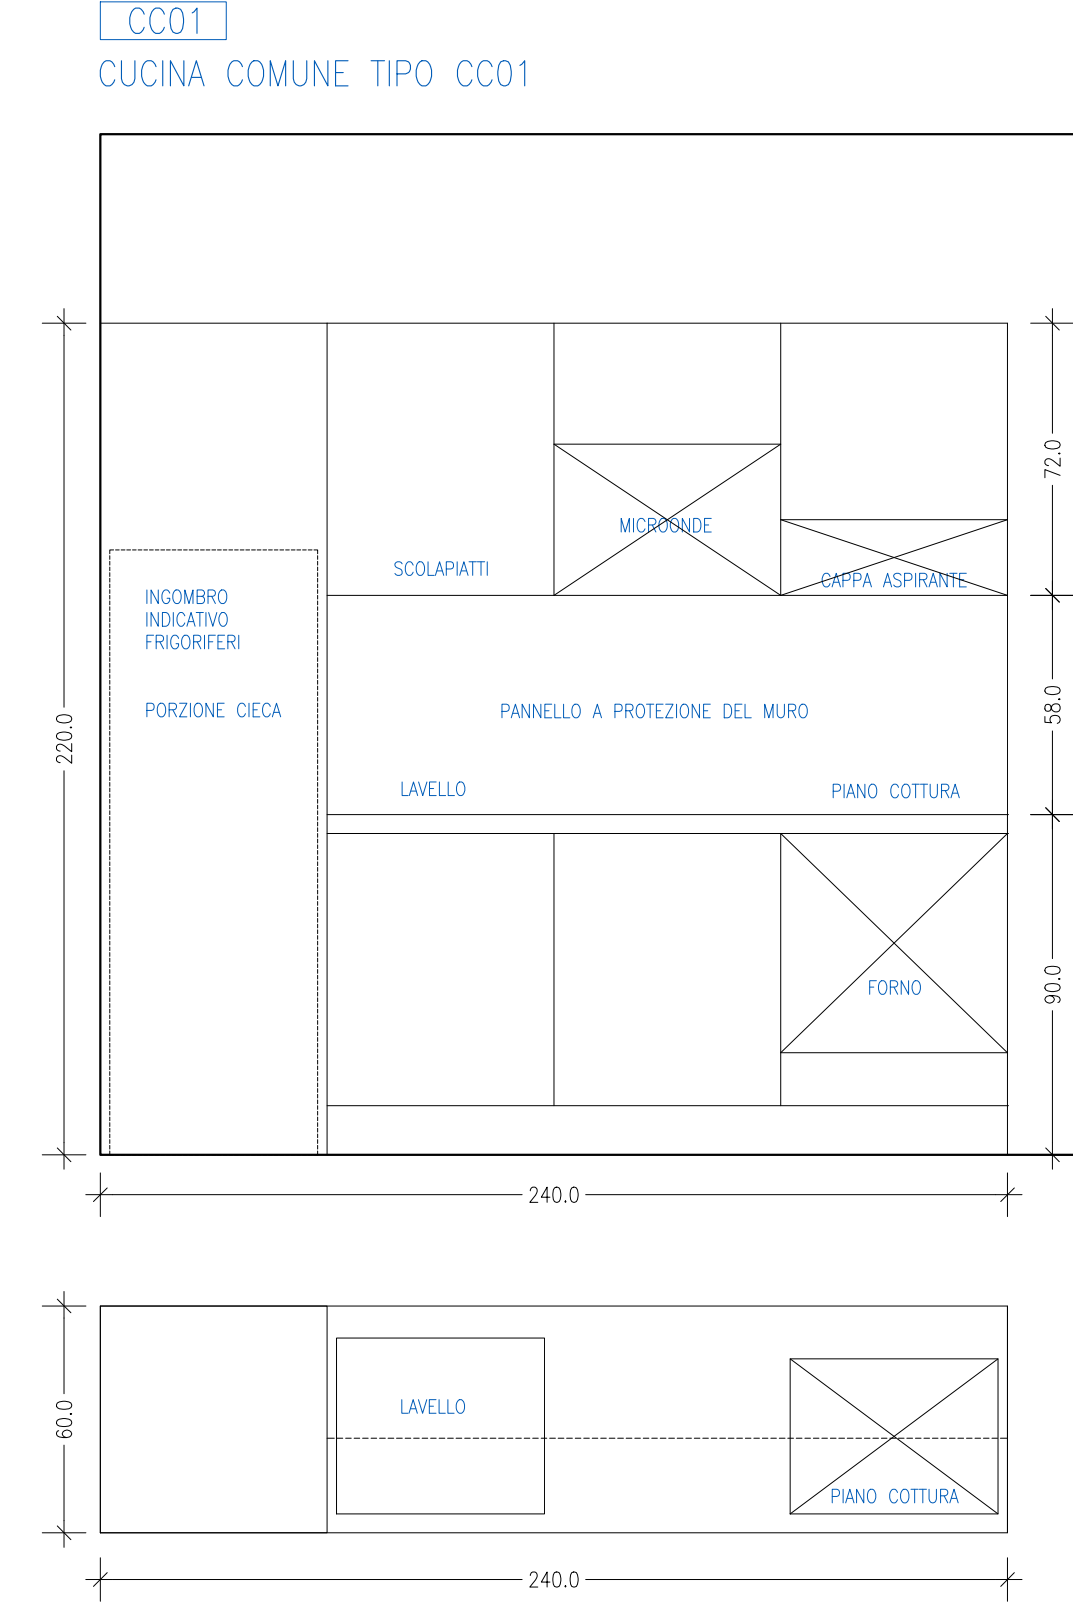 CC01
CUCINA COMUNE TIPO CC01
72.0
MICROONDE
SCOLAPIATTI
CAPPA ASPIRANTE
INGOMBRO
INDICATIVO
FRIGORIFERI
PORZIONE CIECA
PANNELLO A PROTEZIONE DEL MURO
58.0
220.0
LAVELLO
PIANO COTTURA
FORNO
90.0
240.0
60.0
LAVELLO
PIANO COTTURA
240.0